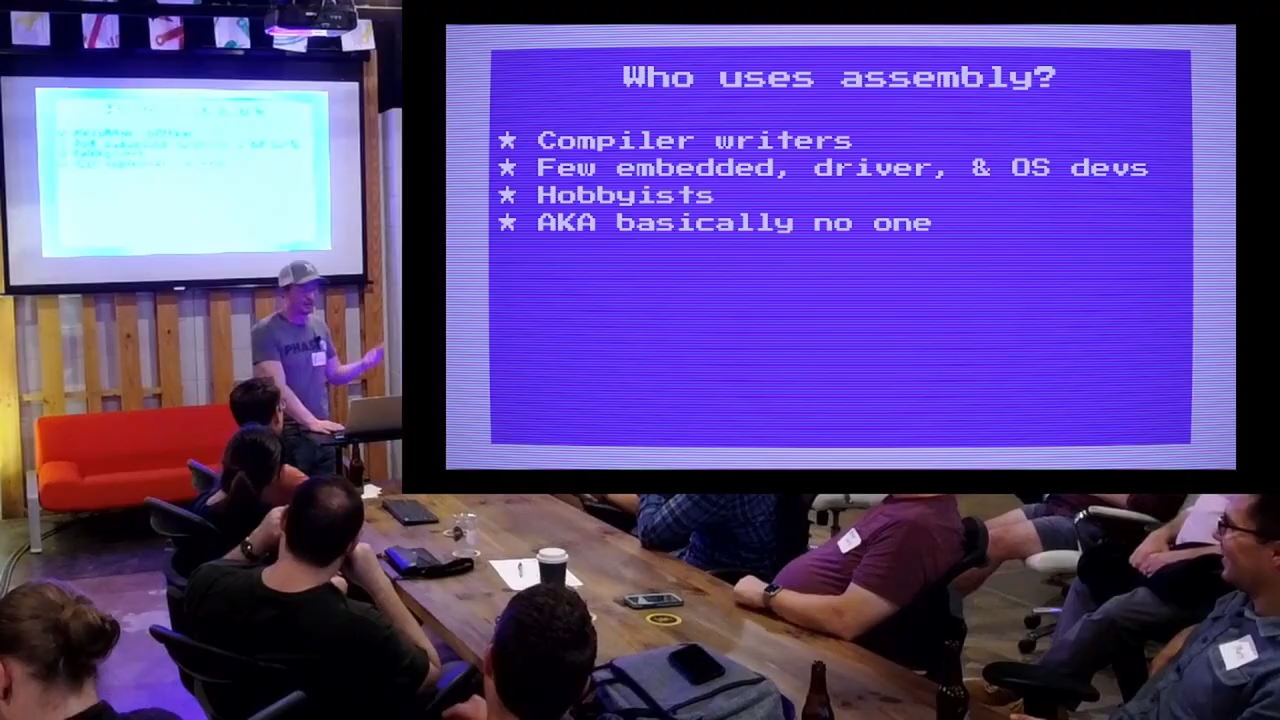 Who uses assembly?
★ Compiler writers
★ Few embedded, driver, & OS devs
★ Hobbyists
★ AKA basically no one